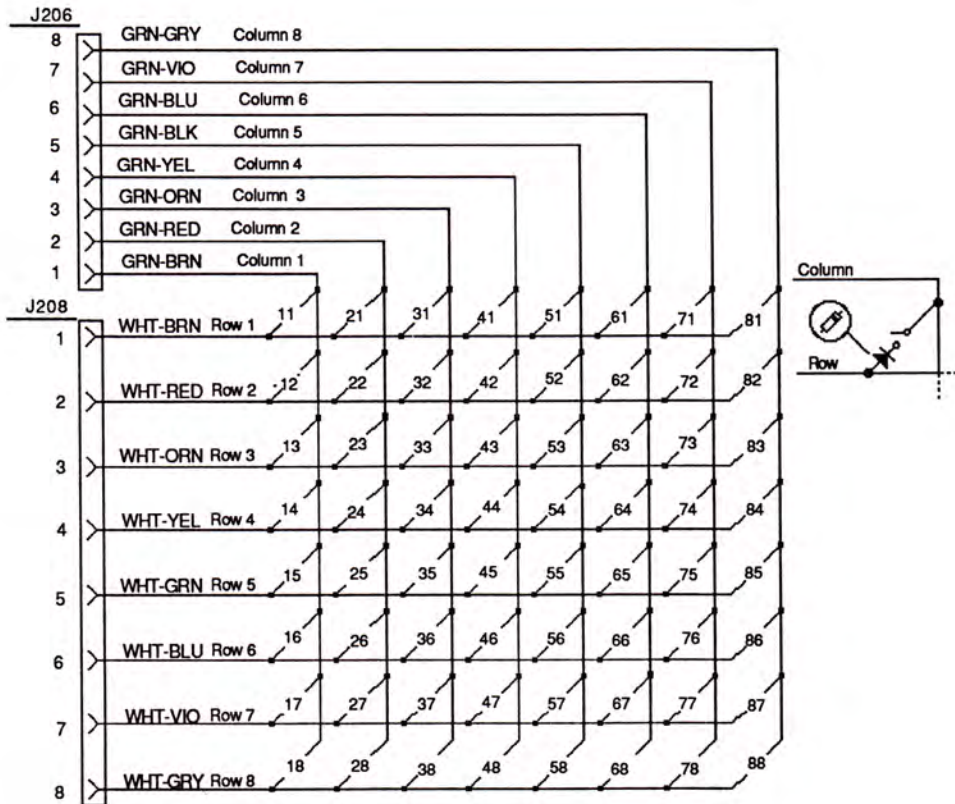 J206
8 GRN-GRY Column 8
7 GRN-VIO Column 7
6 GRN-BLU Column 6
5 GRN-BLK Column 5
4 GRN-YEL Column 4
3 GRN-ORN Column 3
2 GRN-RED Column 2
1 GRN-BRN Column 1
J208
1 WHT-BRN Row 1 11 21 31 41 51 61 71 81
2 WHT-RED Row 2 12 22 32 42 52 62 72 82
3 WHT-ORN Row 3 13 23 33 43 53 63 73 83
4 WHT-YEL Row 4 14 24 34 44 54 64 74 84
5 WHT-GRN Row 5 15 25 35 45 55 65 75 85
6 WHT-BLU Row 6 16 26 36 46 56 66 76 86
7 WHT-VIO Row 7 17 27 37 47 57 67 77 87
8 WHT-GRY Row 8 18 28 38 48 58 68 78 88
Column
Row